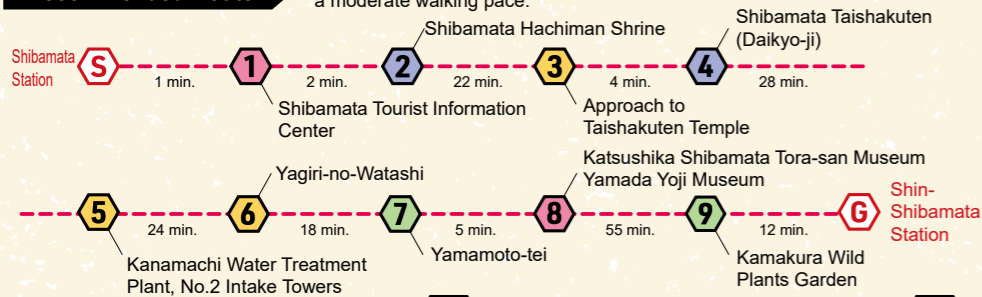 a moderate walking pace.
Shibamata Taishakuten
(Daikyo-ji)
Shibamata Hachiman Shrine
Shibamata
Station
S
1
2
3
4
1 min.
2 min.
22 min.
4 min.
28 min.
Shibamata Tourist Information
Center
Approach to
Taishakuten Temple
Katsushika Shibamata Tora-san Museum
Yamada Yoji Museum
Yagiri-no-Watashi
5
6
7
8
9
G
Shin-
Shibamata
Station
24 min.
18 min.
5 min.
55 min.
12 min.
Kanamachi Water Treatment
Plant, No.2 Intake Towers
Yamamoto-tei
Kamakura Wild
Plants Garden